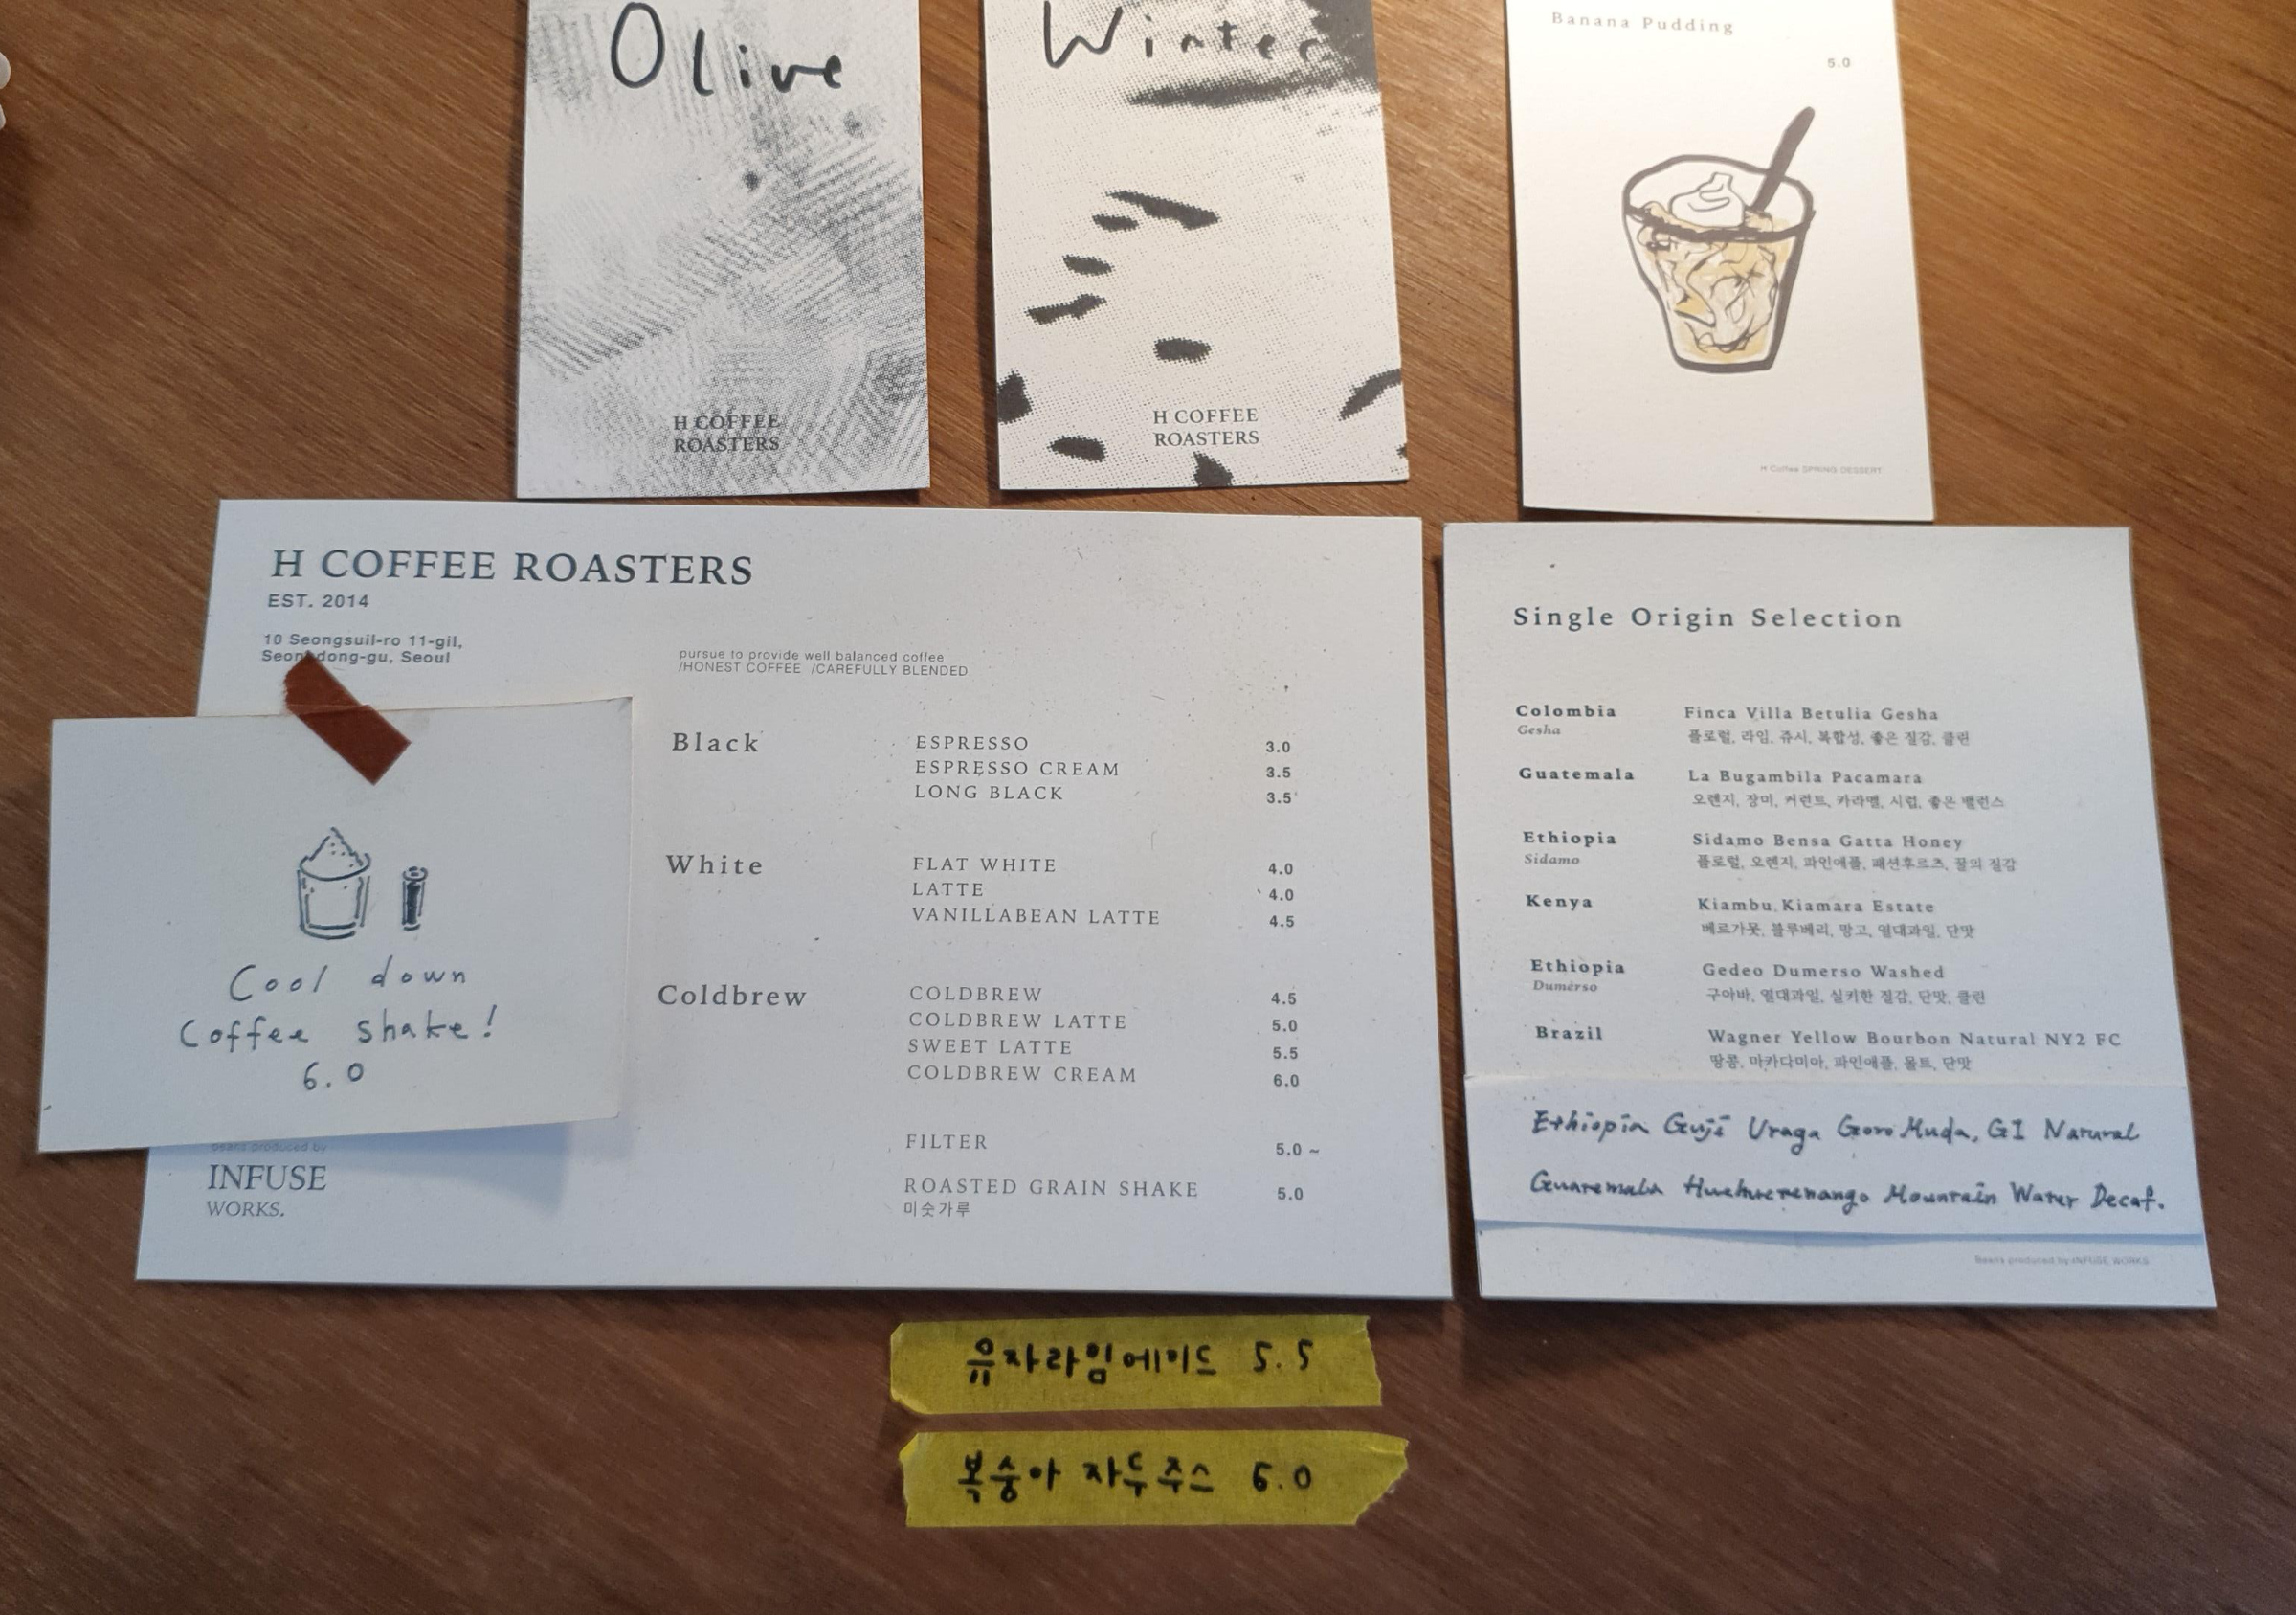 Olive
H COFFEE
ROASTERS
Winter
H COFFEE
ROASTERS
Banana Pudding
5.0
H Coffee SPRING DESSERT
H COFFEE ROASTERS
EST. 2014
10 Seongsuil-ro 11-gil,
Seongdong-gu, Seoul
pursue to provide well balanced coffee
/HONEST COFFEE /CAREFULLY BLENDED
Black
ESPRESSO 3.0
ESPRESSO CREAM 3.5
LONG BLACK 3.5
White
FLAT WHITE 4.0
LATTE 4.0
VANILLABEAN LATTE 4.5
Coldbrew
COLDBREW 4.5
COLDBREW LATTE 5.0
SWEET LATTE 5.5
COLDBREW CREAM 6.0
FILTER 5.0 ~
ROASTED GRAIN SHAKE 5.0
미숫가루
Cool down
Coffee shake!
6.0
beans produced by
INFUSE
WORKS.
Single Origin Selection
Colombia Finca Villa Betulia Gesha
Gesha 플로럴, 라임, 쥬시, 복합성, 좋은 질감, 클린
Guatemala La Bugambila Pacamara
오렌지, 장미, 커런트, 카라멜, 시럽, 좋은 밸런스
Ethiopia Sidamo Bensa Gatta Honey
Sidamo 플로럴, 오렌지, 파인애플, 패션후르츠, 꿀의 질감
Kenya Kiambu, Kiamara Estate
베르가못, 블루베리, 망고, 열대과일, 단맛
Ethiopia Gedeo Dumerso Washed
Dumerso 구아바, 열대과일, 실키한 질감, 단맛, 클린
Brazil Wagner Yellow Bourbon Natural NY2 FC
땅콩, 마카다미아, 파인애플, 몰트, 단맛
Ethiopia Guji Uraga Goro Muda, G1 Natural
Guatemala Huehuetenango Mountain Water Decaf.
Beans produced by INFUSE WORKS.
유자라임에이드 5.5
복숭아 자두주스 6.0